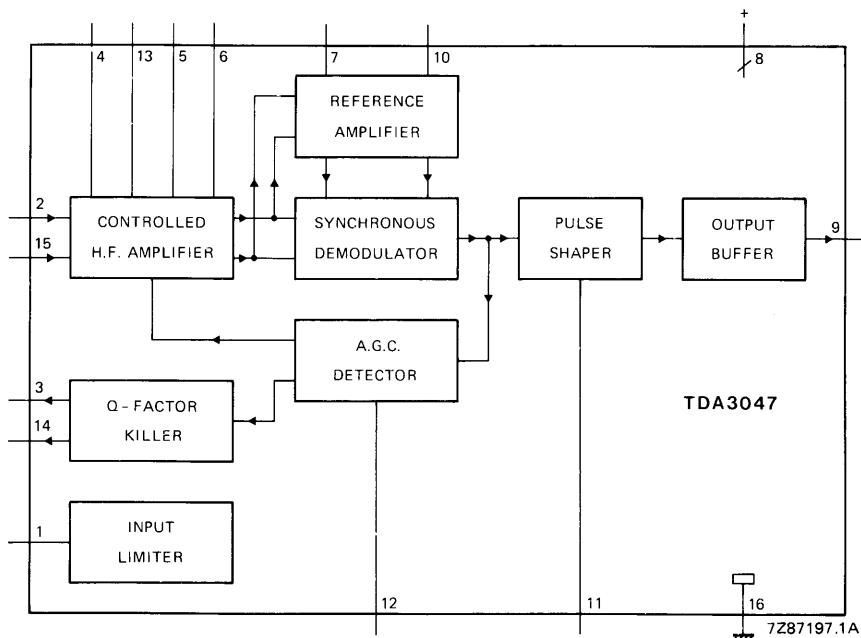 +
4 13 5 6 7 10 8
REFERENCE
AMPLIFIER
2
15
CONTROLLED
H.F. AMPLIFIER
SYNCHRONOUS
DEMODULATOR
PULSE
SHAPER
OUTPUT
BUFFER
9
A.G.C.
DETECTOR
3
14
Q-FACTOR
KILLER
TDA3047
1
INPUT
LIMITER
12 11 16
7Z87197.1A